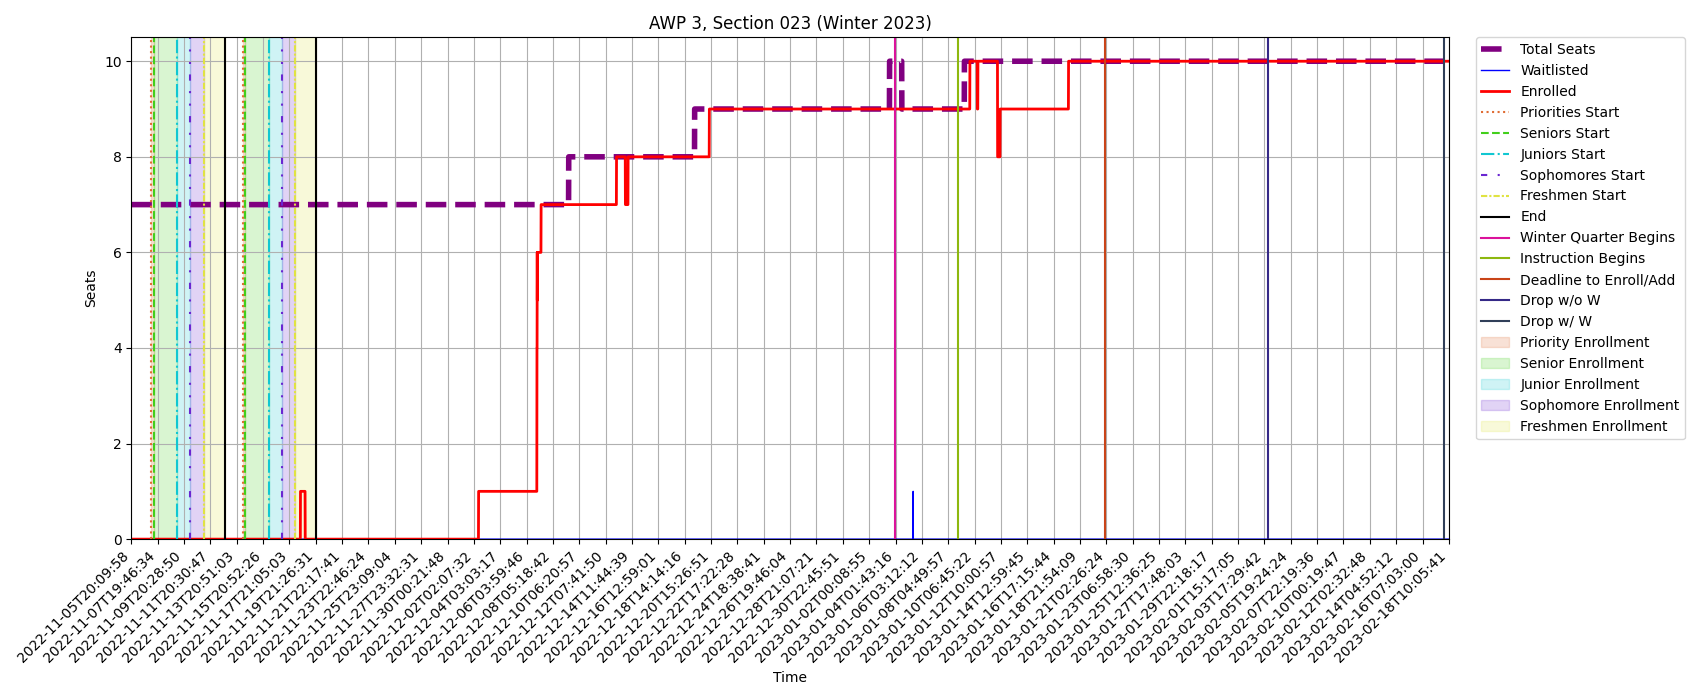 AWP 3, Section 023 (Winter 2023)
Seats
10
8
6
4
2
0
2022-11-05T20:09:58
2022-11-07T19:46:34
2022-11-09T20:28:50
2022-11-11T20:30:47
2022-11-13T20:51:03
2022-11-15T20:52:26
2022-11-17T21:05:03
2022-11-19T21:26:31
2022-11-21T22:17:41
2022-11-23T22:46:24
2022-11-25T23:09:04
2022-11-27T23:32:31
2022-11-30T00:21:48
2022-12-02T02:07:32
2022-12-04T03:03:17
2022-12-06T03:59:46
2022-12-08T05:18:42
2022-12-10T06:20:57
2022-12-12T07:41:50
2022-12-14T11:44:39
2022-12-16T12:59:01
2022-12-18T14:14:16
2022-12-20T15:26:51
2022-12-22T17:22:28
2022-12-24T18:38:41
2022-12-26T19:46:04
2022-12-28T21:07:21
2022-12-30T22:45:51
2023-01-02T00:08:55
2023-01-04T01:43:16
2023-01-06T03:12:12
2023-01-08T04:49:57
2023-01-10T06:45:22
2023-01-12T10:00:57
2023-01-14T12:59:45
2023-01-16T17:15:44
2023-01-18T21:54:09
2023-01-21T02:26:24
2023-01-23T06:58:30
2023-01-25T12:36:25
2023-01-27T17:48:03
2023-01-29T22:18:17
2023-02-01T15:17:05
2023-02-03T17:29:42
2023-02-05T19:24:24
2023-02-07T22:19:36
2023-02-10T00:19:47
2023-02-12T02:32:48
2023-02-14T04:52:12
2023-02-16T07:03:00
2023-02-18T10:05:41
Time
Total Seats
Waitlisted
Enrolled
Priorities Start
Seniors Start
Juniors Start
Sophomores Start
Freshmen Start
End
Winter Quarter Begins
Instruction Begins
Deadline to Enroll/Add
Drop w/o W
Drop w/ W
Priority Enrollment
Senior Enrollment
Junior Enrollment
Sophomore Enrollment
Freshmen Enrollment